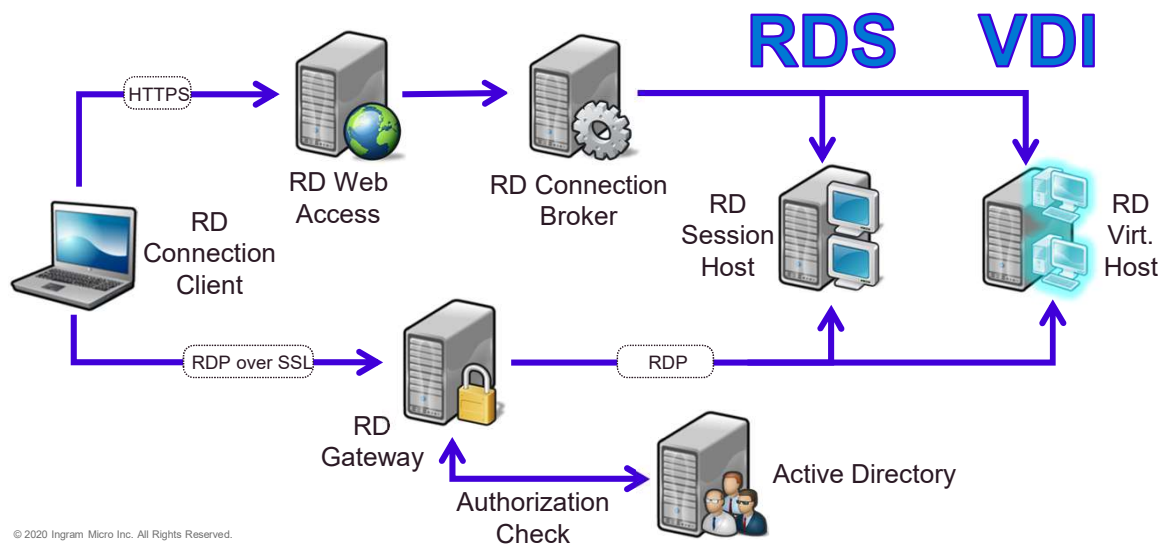 RDS
VDI
HTTPS
RD Web
Access
RD Connection
Broker
RD
Session
Host
RD
Virt.
Host
RD
Connection
Client
RDP over SSL
RDP
RD
Gateway
Authorization
Check
Active Directory
© 2020 Ingram Micro Inc. All Rights Reserved.